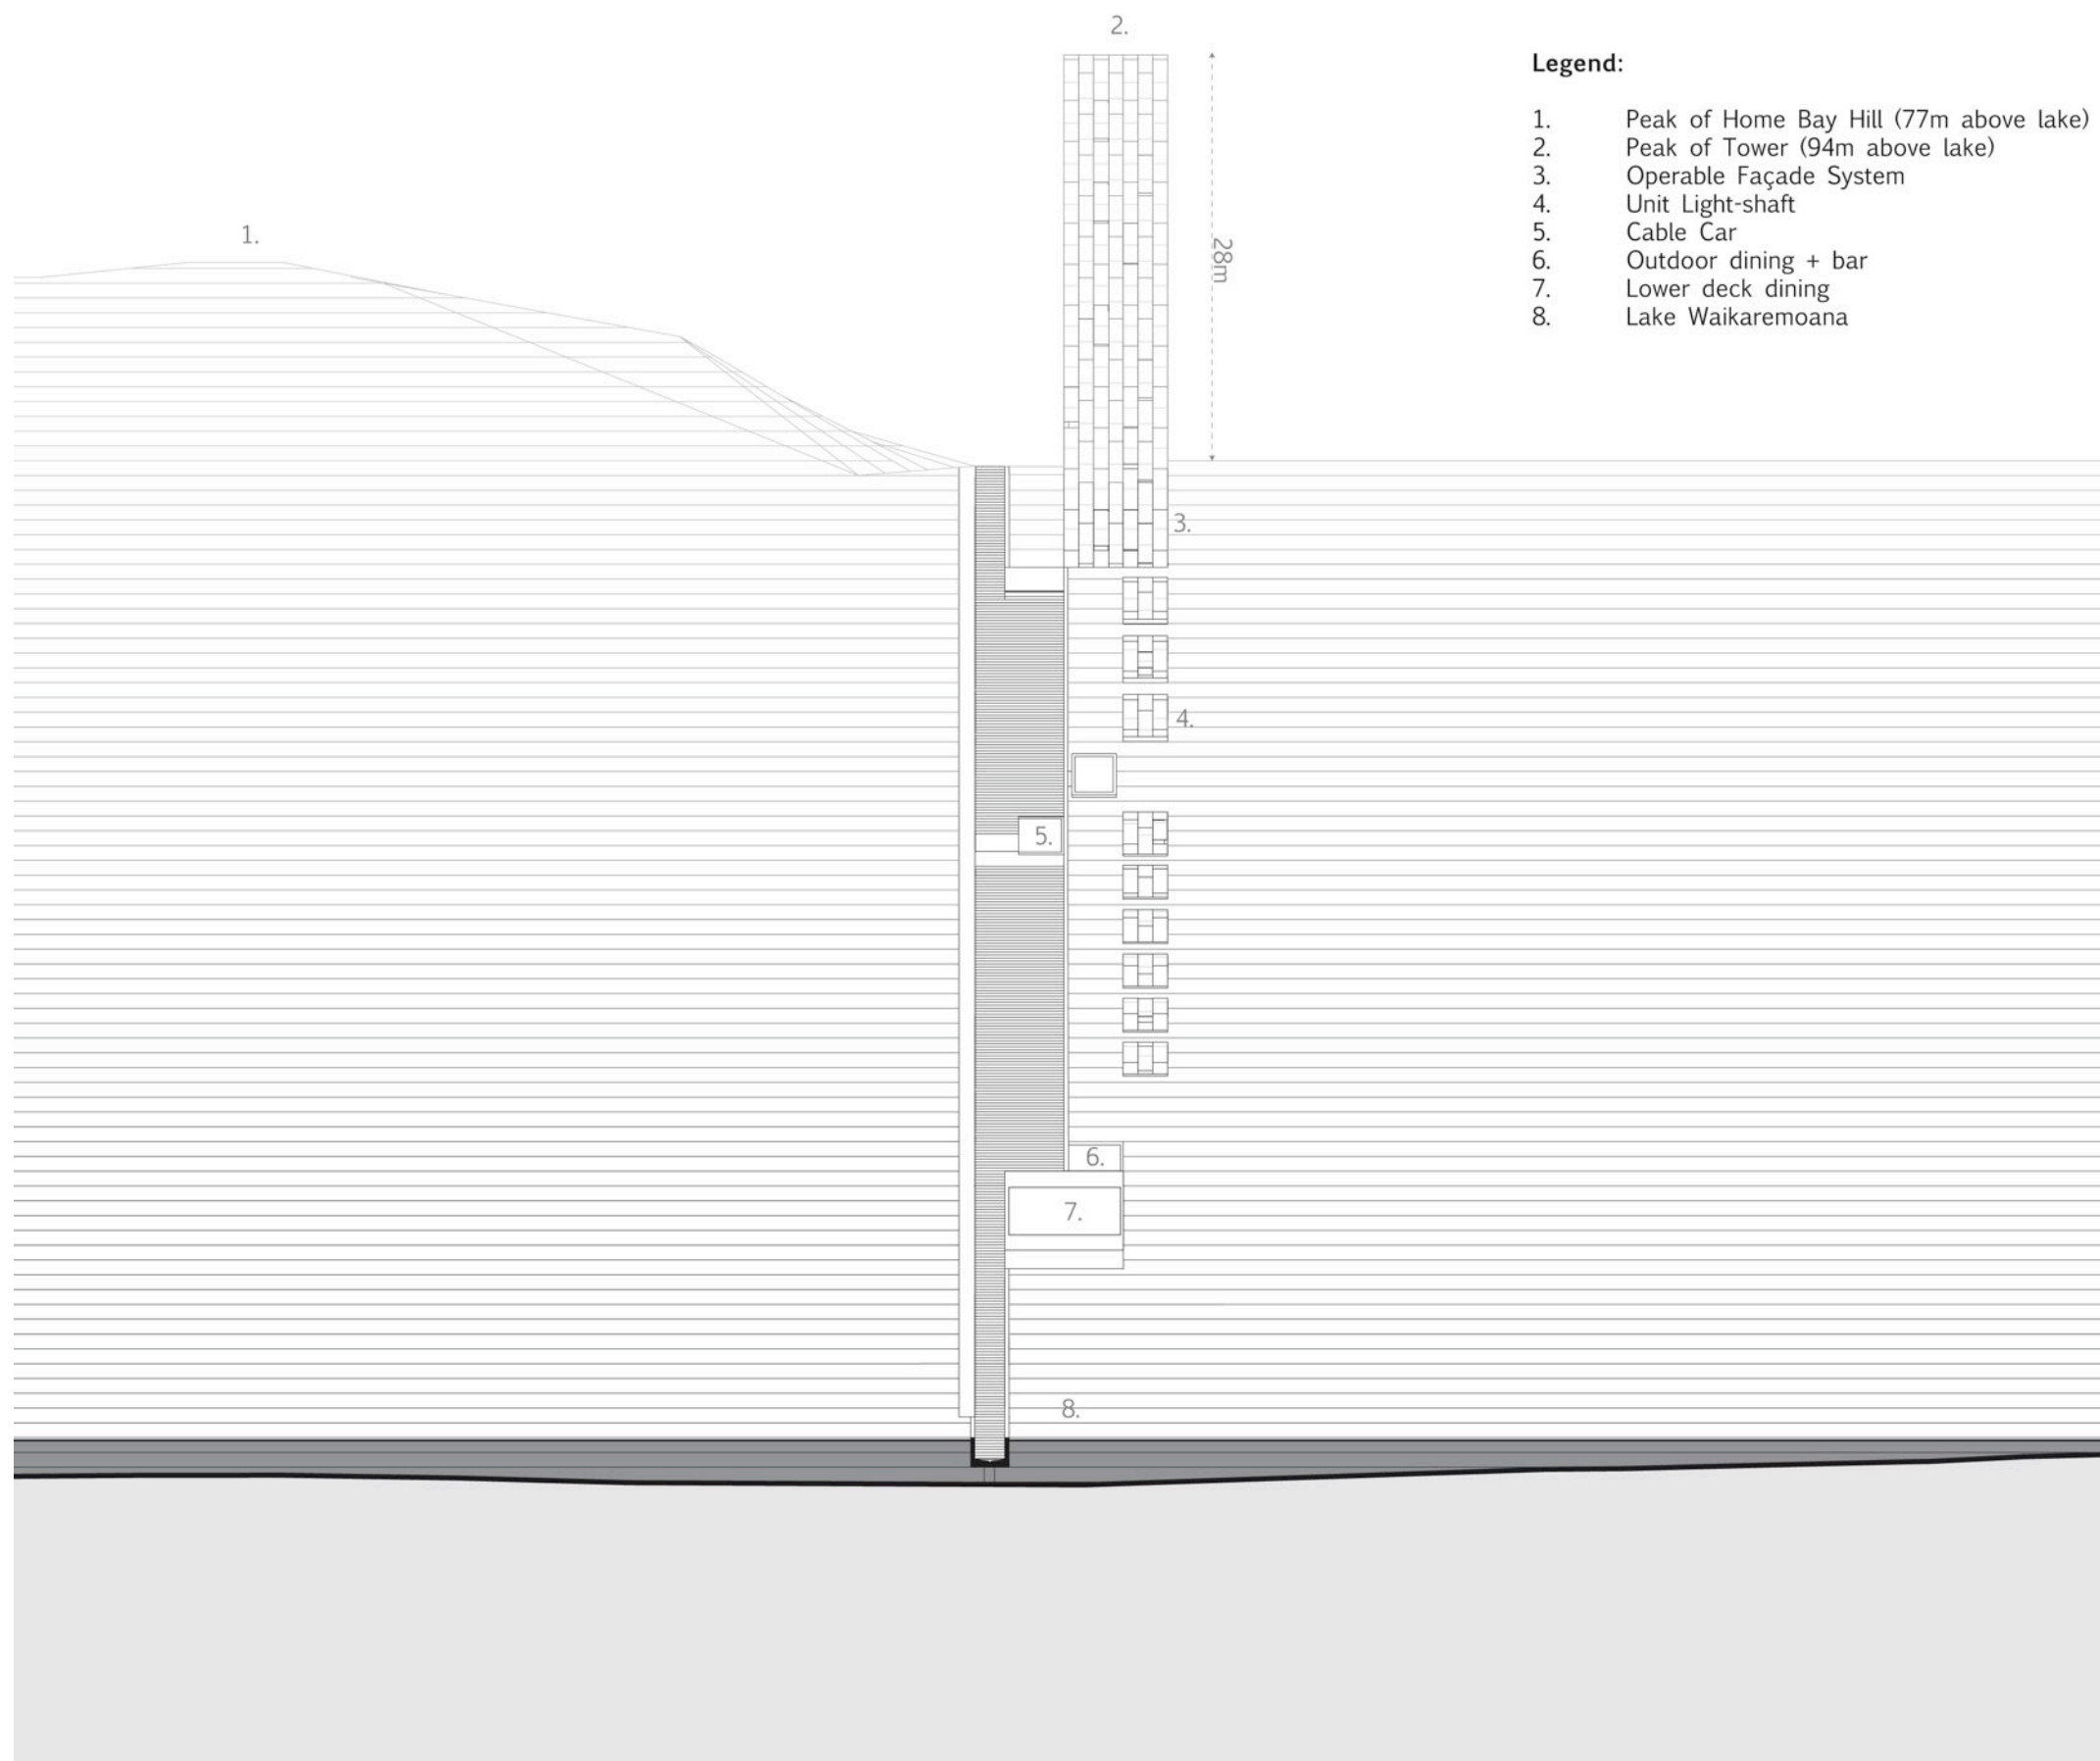 2.
Legend:
1. Peak of Home Bay Hill (77m above lake)
2. Peak of Tower (94m above lake)
3. Operable Façade System
4. Unit Light-shaft
5. Cable Car
6. Outdoor dining + bar
7. Lower deck dining
8. Lake Waikaremoana
1.
28m
3.
4.
5.
6.
7.
8.